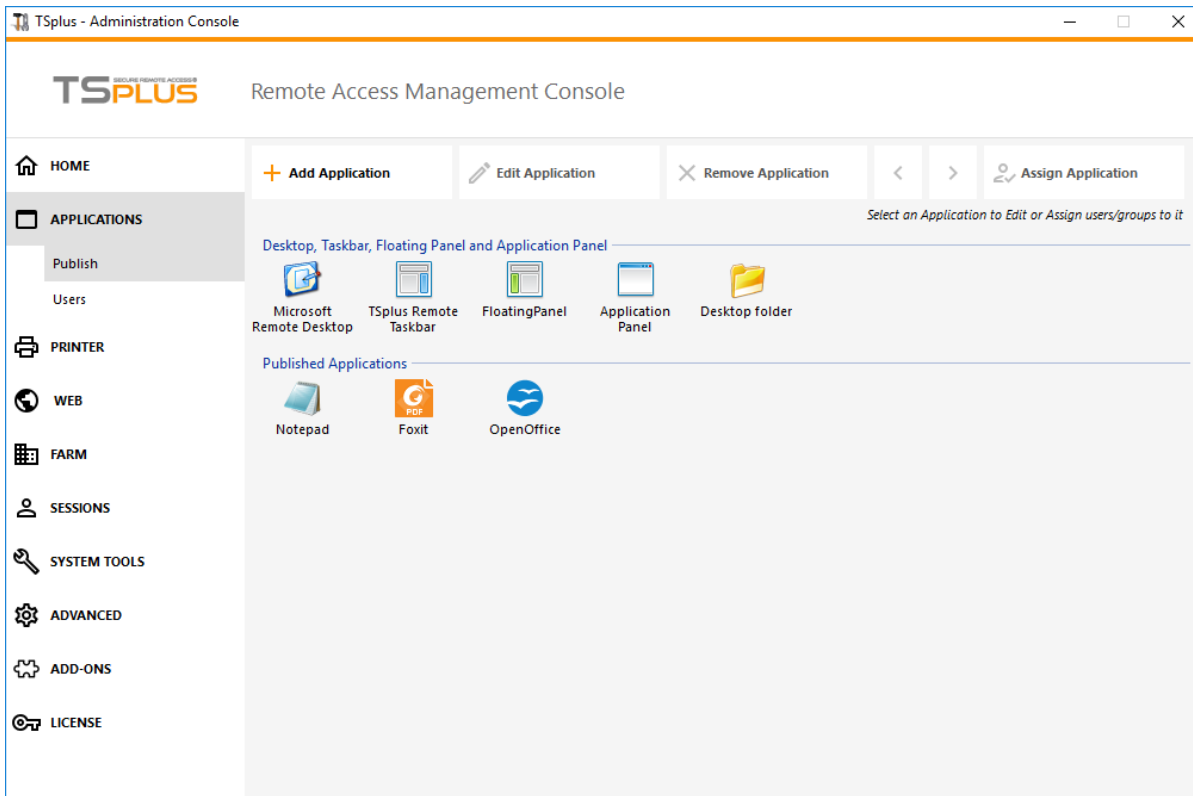 TSplus - Administration Console
SECURE REMOTE ACCESS®
TSPLUS
Remote Access Management Console
HOME
APPLICATIONS
Publish
Users
PRINTER
WEB
FARM
SESSIONS
SYSTEM TOOLS
ADVANCED
ADD-ONS
LICENSE
Add Application
Edit Application
Remove Application
Assign Application
Select an Application to Edit or Assign users/groups to it
Desktop, Taskbar, Floating Panel and Application Panel
Microsoft
Remote Desktop
TSplus Remote
Taskbar
FloatingPanel
Application
Panel
Desktop folder
Published Applications
Notepad
PDF
Foxit
OpenOffice